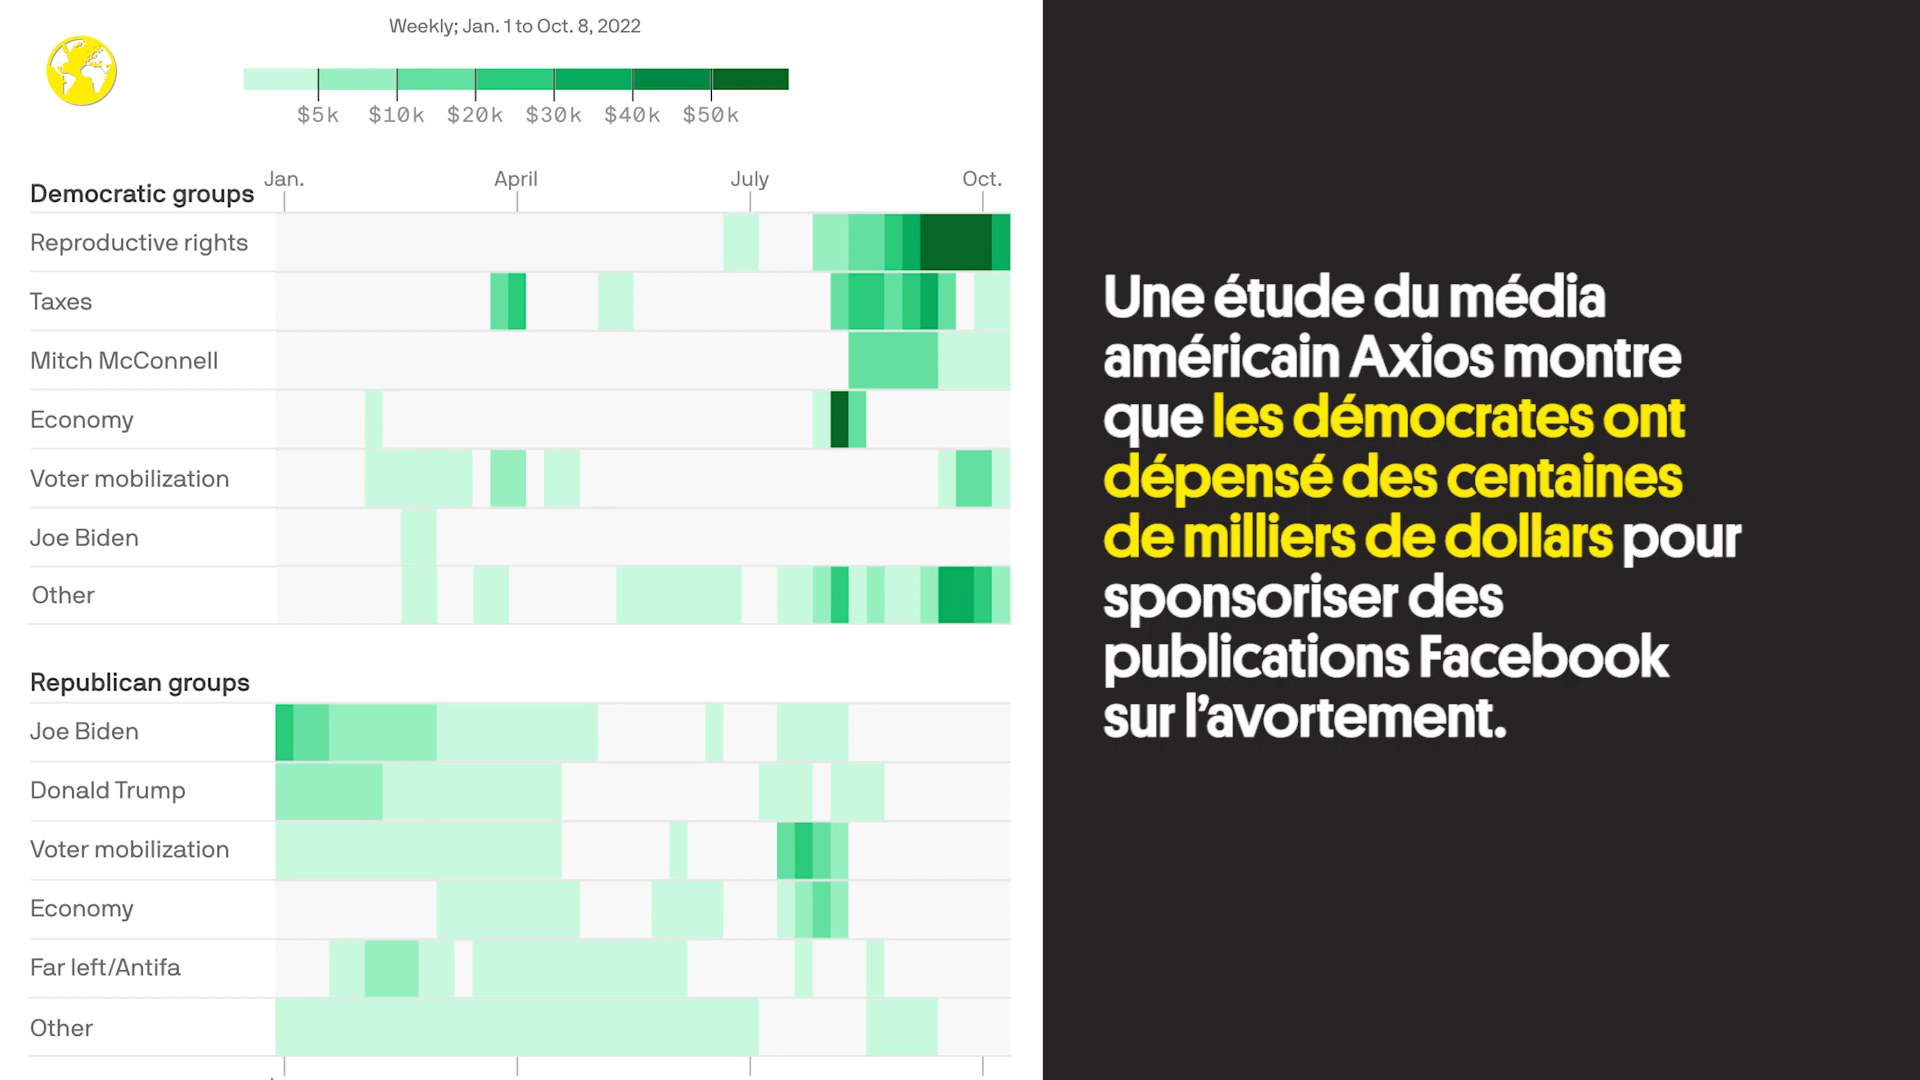 Weekly; Jan. 1 to Oct. 8, 2022
$5k $10k $20k $30k $40k $50k
Jan. April July Oct.
Democratic groups
Reproductive rights
Taxes
Mitch McConnell
Economy
Voter mobilization
Joe Biden
Other
Republican groups
Joe Biden
Donald Trump
Voter mobilization
Economy
Far left/Antifa
Other
Une étude du média
américain Axios montre
que les démocrates ont
dépensé des centaines
de milliers de dollars pour
sponsoriser des
publications Facebook
sur l’avortement.